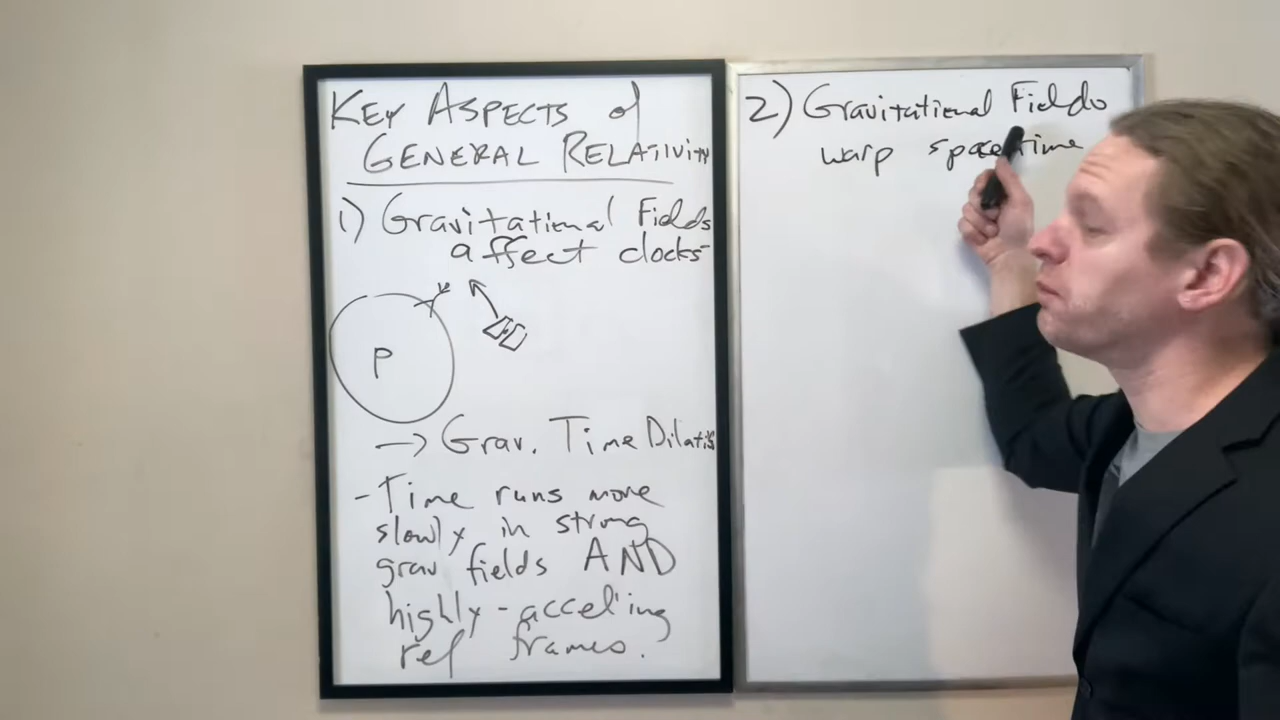 KEY ASPECTS of
GENERAL RELATIVITY
1) Gravitational Fields
affect clocks
P
→ Grav. Time Dilatio
- Time runs more
slowly in strong
grav fields AND
highly-accel'ing
ref frames.
2) Gravitational Fields
warp spacetime